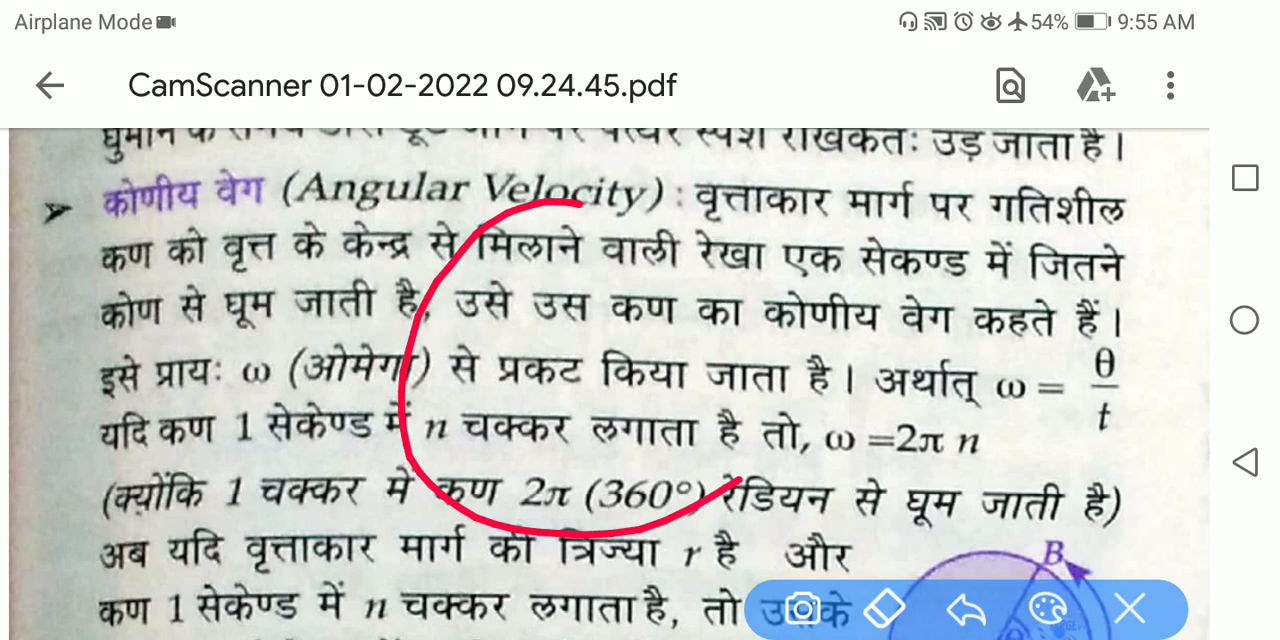 Airplane Mode 54% 9:55 AM
CamScanner 01-02-2022 09.24.45.pdf
उड़ जाता है।
➤ कोणीय वेग (Angular Velocity) : वृत्ताकार मार्ग पर गतिशील
कण को वृत्त के केन्द्र से मिलाने वाली रेखा एक सेकण्ड में जितने
कोण से घूम जाती है, उसे उस कण का कोणीय वेग कहते हैं।
इसे प्रायः ω (ओमेगा) से प्रकट किया जाता है। अर्थात् ω = θ/t
यदि कण 1 सेकेण्ड में n चक्कर लगाता है तो, ω =2π n
(क्योंकि 1 चक्कर में कण 2π (360°) रेडियन से घूम जाती है)
अब यदि वृत्ताकार मार्ग की त्रिज्या r है और
B
कण 1 सेकेण्ड में n चक्कर लगाता है, तो उसके